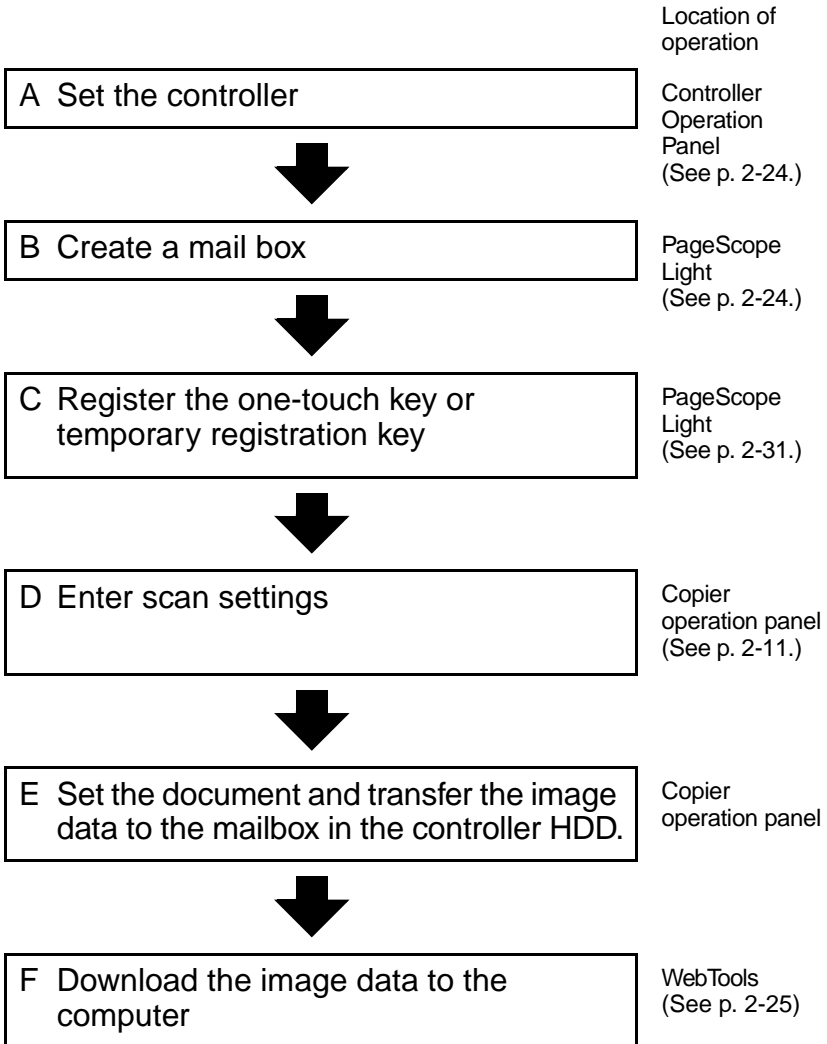 Location of
operation
A Set the controller
Controller
Operation
Panel
(See p. 2-24.)
B Create a mail box
PageScope
Light
(See p. 2-24.)
C Register the one-touch key or
temporary registration key
PageScope
Light
(See p. 2-31.)
D Enter scan settings
Copier
operation panel
(See p. 2-11.)
E Set the document and transfer the image
data to the mailbox in the controller HDD.
Copier
operation panel
F Download the image data to the
computer
WebTools
(See p. 2-25)